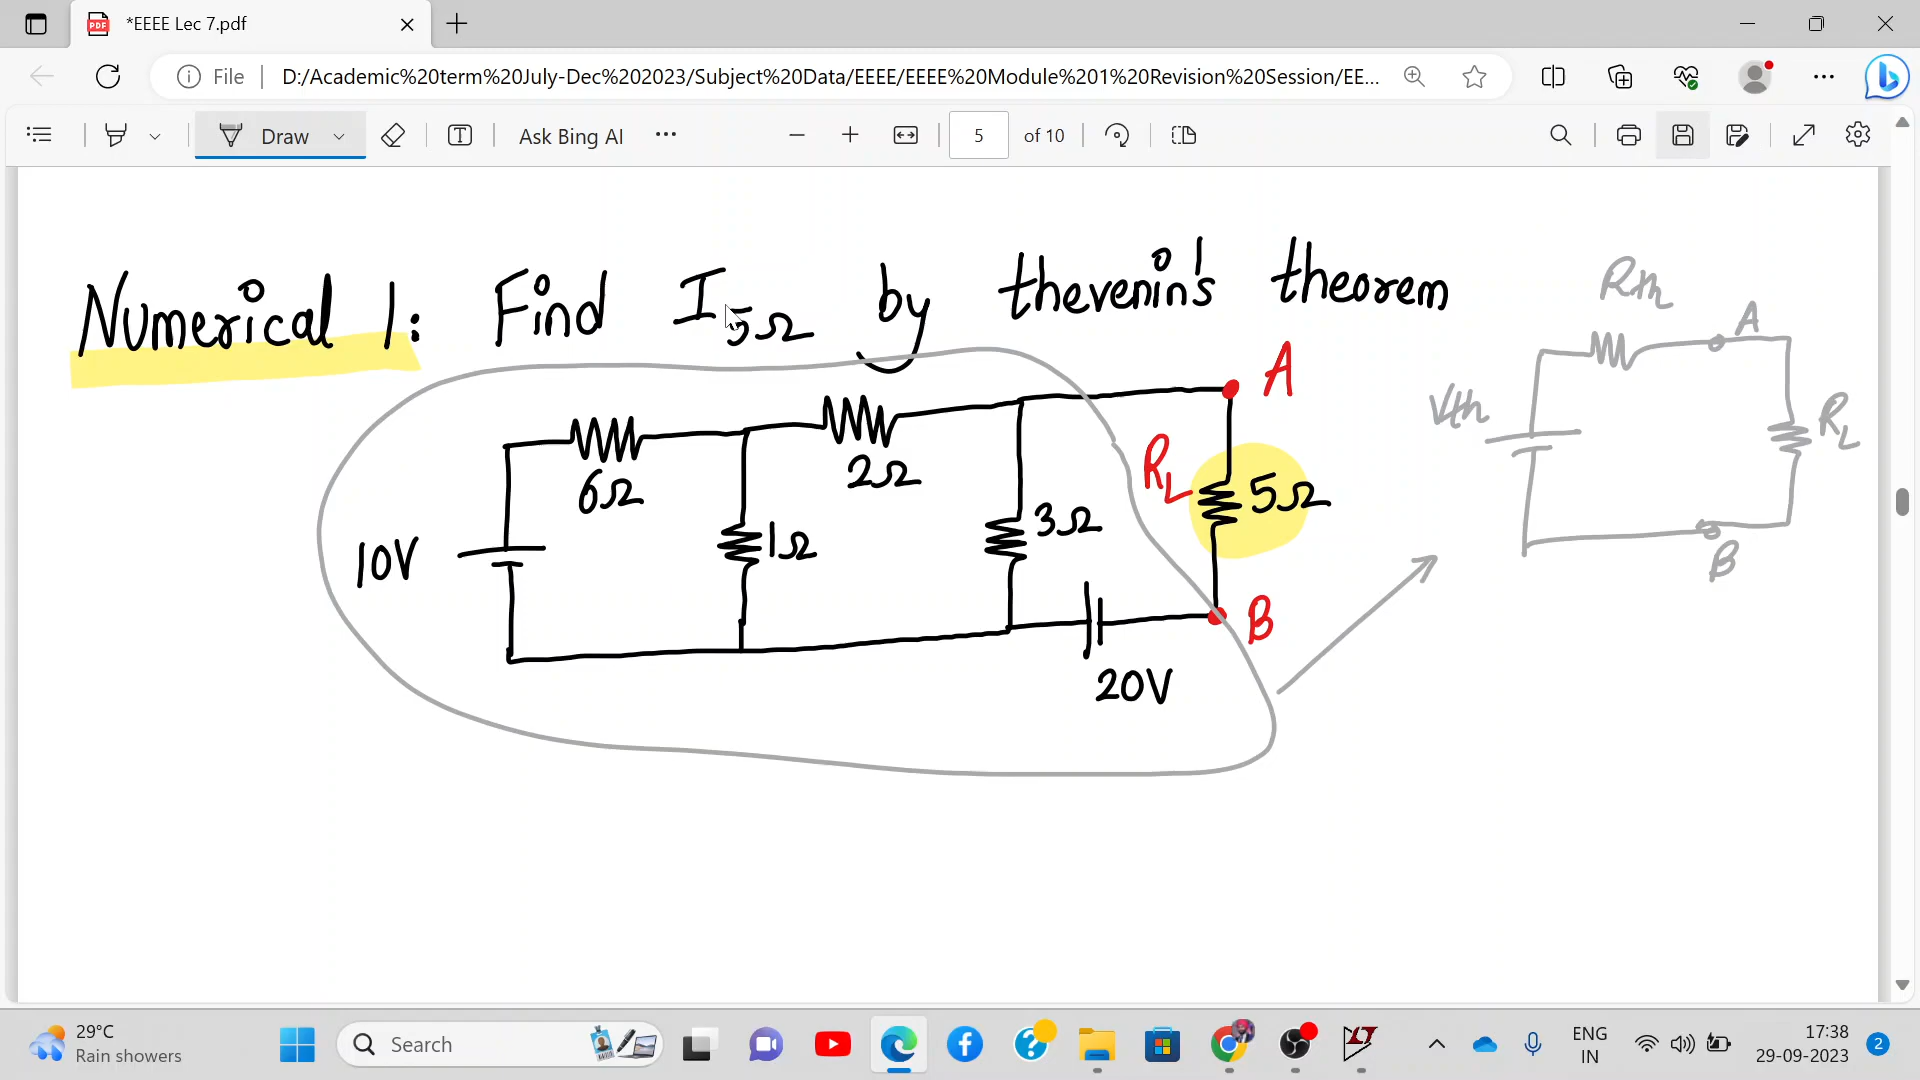 *EEEE Lec 7.pdf
File
D:/Academic%20term%20July-Dec%202023/Subject%20Data/EEEE/EEEE%20Module%201%20Revision%20Session/EE...
Draw
Ask Bing AI
5
of 10
Numerical 1: Find I5Ω by thevenin's theorem
Rth
A
Vth
RL
B
A
6Ω
2Ω
RL
5Ω
10V
1Ω
3Ω
B
20V
29°C
Rain showers
Search
ENG
IN
17:38
29-09-2023
2